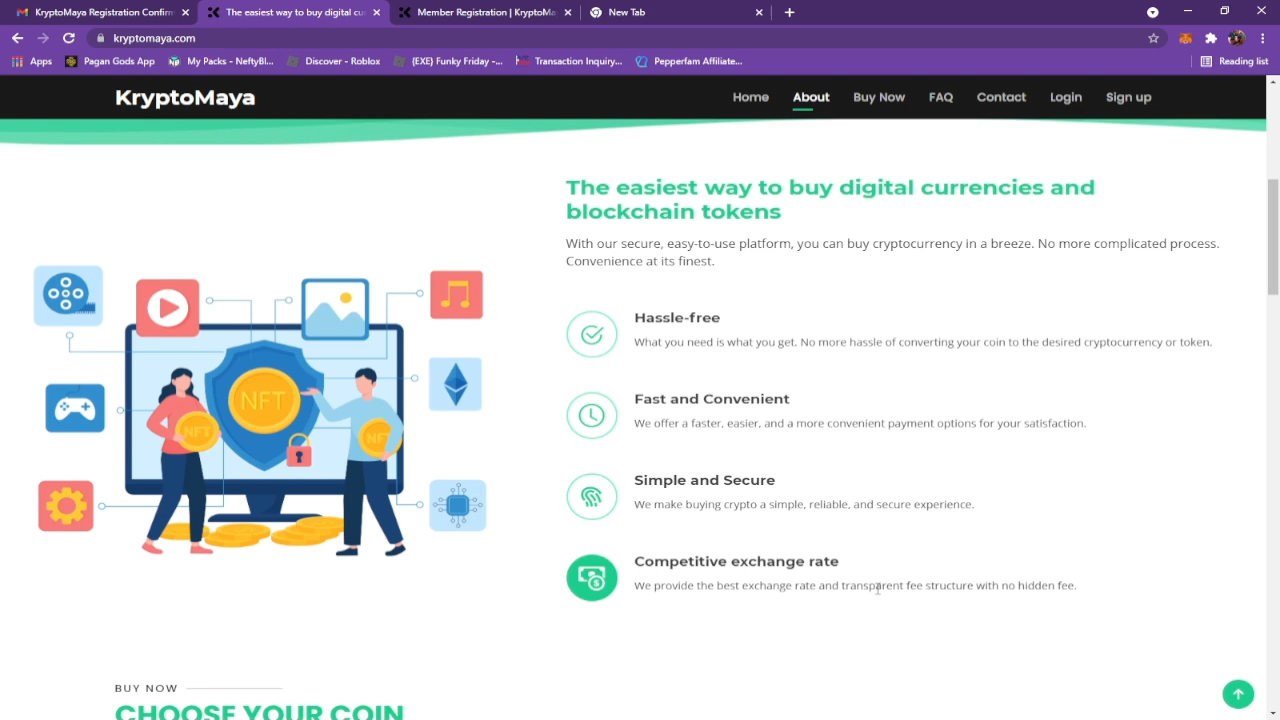 KryptoMaya Registration Confirm
The easiest way to buy digital cu
Member Registration | KryptoMa
New Tab
kryptomaya.com
Apps
Pagan Gods App
My Packs - NeftyBl...
Discover - Roblox
{EXE} Funky Friday -...
Transaction Inquiry,...
Pepperfam Affiliate...
Reading list
KryptoMaya
Home
About
Buy Now
FAQ
Contact
Login
Sign up
The easiest way to buy digital currencies and
blockchain tokens
With our secure, easy-to-use platform, you can buy cryptocurrency in a breeze. No more complicated process.
Convenience at its finest.
NFT
NFT
NF
Hassle-free
What you need is what you get. No more hassle of converting your coin to the desired cryptocurrency or token.
Fast and Convenient
We offer a faster, easier, and a more convenient payment options for your satisfaction.
Simple and Secure
We make buying crypto a simple, reliable, and secure experience.
Competitive exchange rate
We provide the best exchange rate and transparent fee structure with no hidden fee.
BUY NOW
CHOOSE YOUR COIN